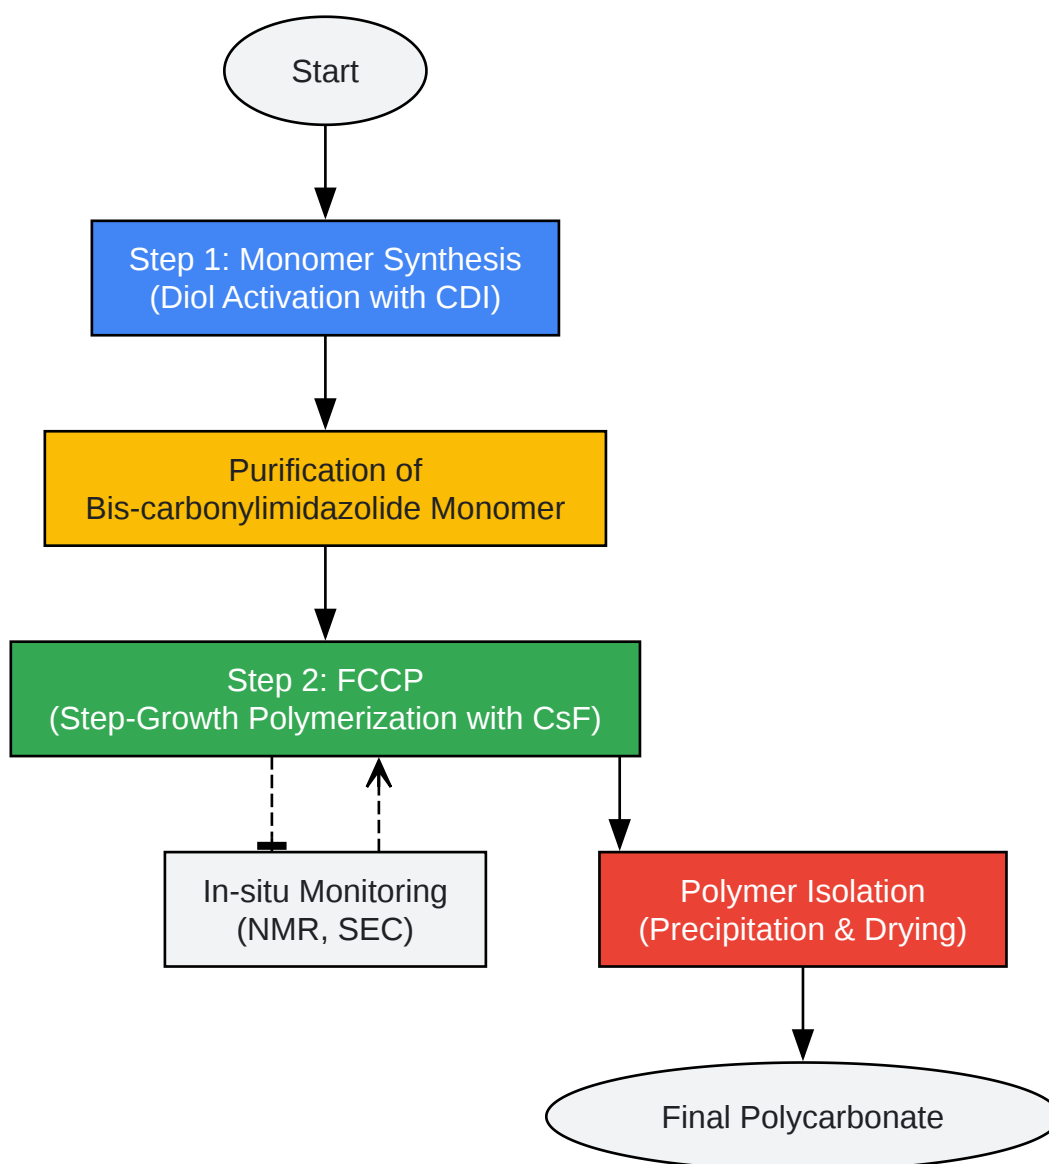 Start
Step 1: Monomer Synthesis
(Diol Activation with CDI)
Purification of
Bis-carbonylimidazolide Monomer
Step 2: FCCP
(Step-Growth Polymerization with CsF)
In-situ Monitoring
(NMR, SEC)
Polymer Isolation
(Precipitation & Drying)
Final Polycarbonate